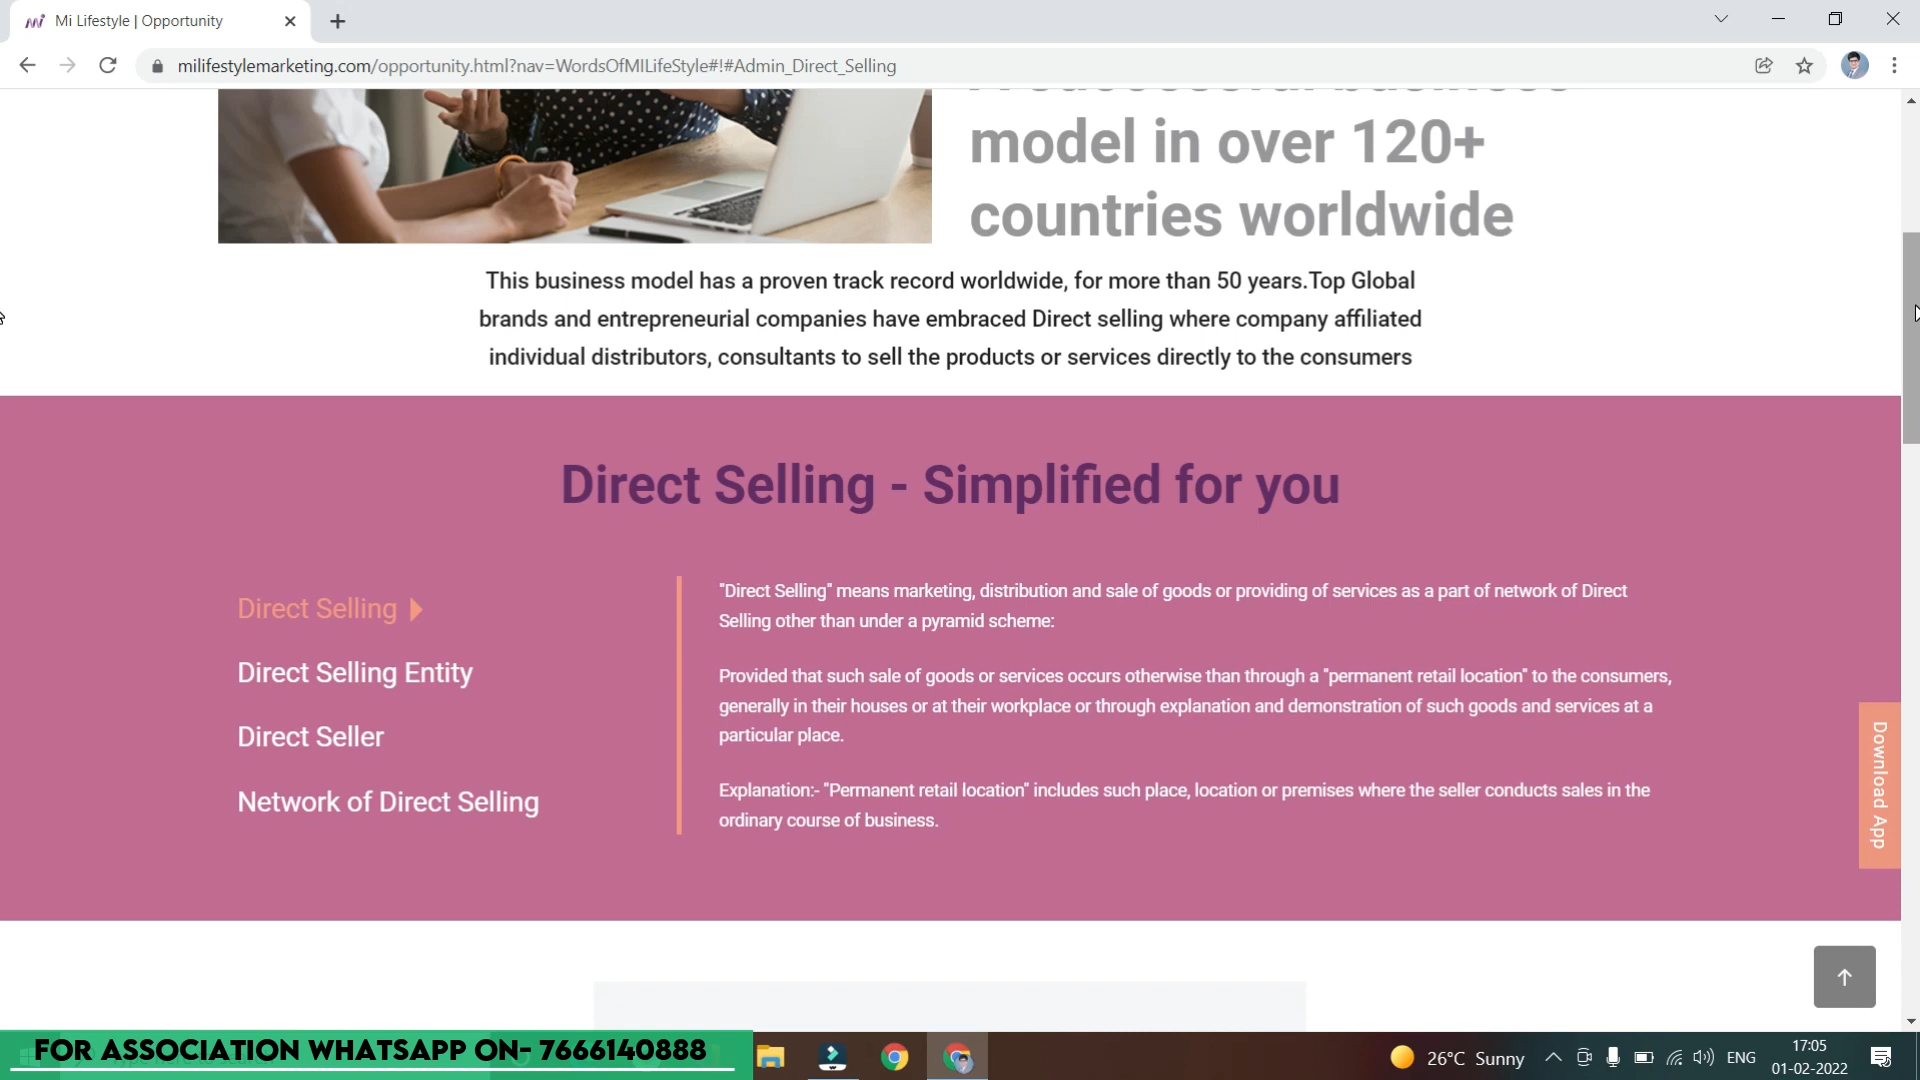 Mi Lifestyle | Opportunity
milifestylemarketing.com/opportunity.html?nav=WordsOfMILifeStyle#!#Admin_Direct_Selling
model in over 120+
countries worldwide
This business model has a proven track record worldwide, for more than 50 years.Top Global
brands and entrepreneurial companies have embraced Direct selling where company affiliated
individual distributors, consultants to sell the products or services directly to the consumers
Direct Selling - Simplified for you
Direct Selling
Direct Selling Entity
Direct Seller
Network of Direct Selling
"Direct Selling" means marketing, distribution and sale of goods or providing of services as a part of network of Direct
Selling other than under a pyramid scheme:
Provided that such sale of goods or services occurs otherwise than through a "permanent retail location" to the consumers,
generally in their houses or at their workplace or through explanation and demonstration of such goods and services at a
particular place.
Explanation:- "Permanent retail location" includes such place, location or premises where the seller conducts sales in the
ordinary course of business.
Download App
FOR ASSOCIATION WHATSAPP ON- 7666140888
26°C Sunny
ENG
17:05
01-02-2022